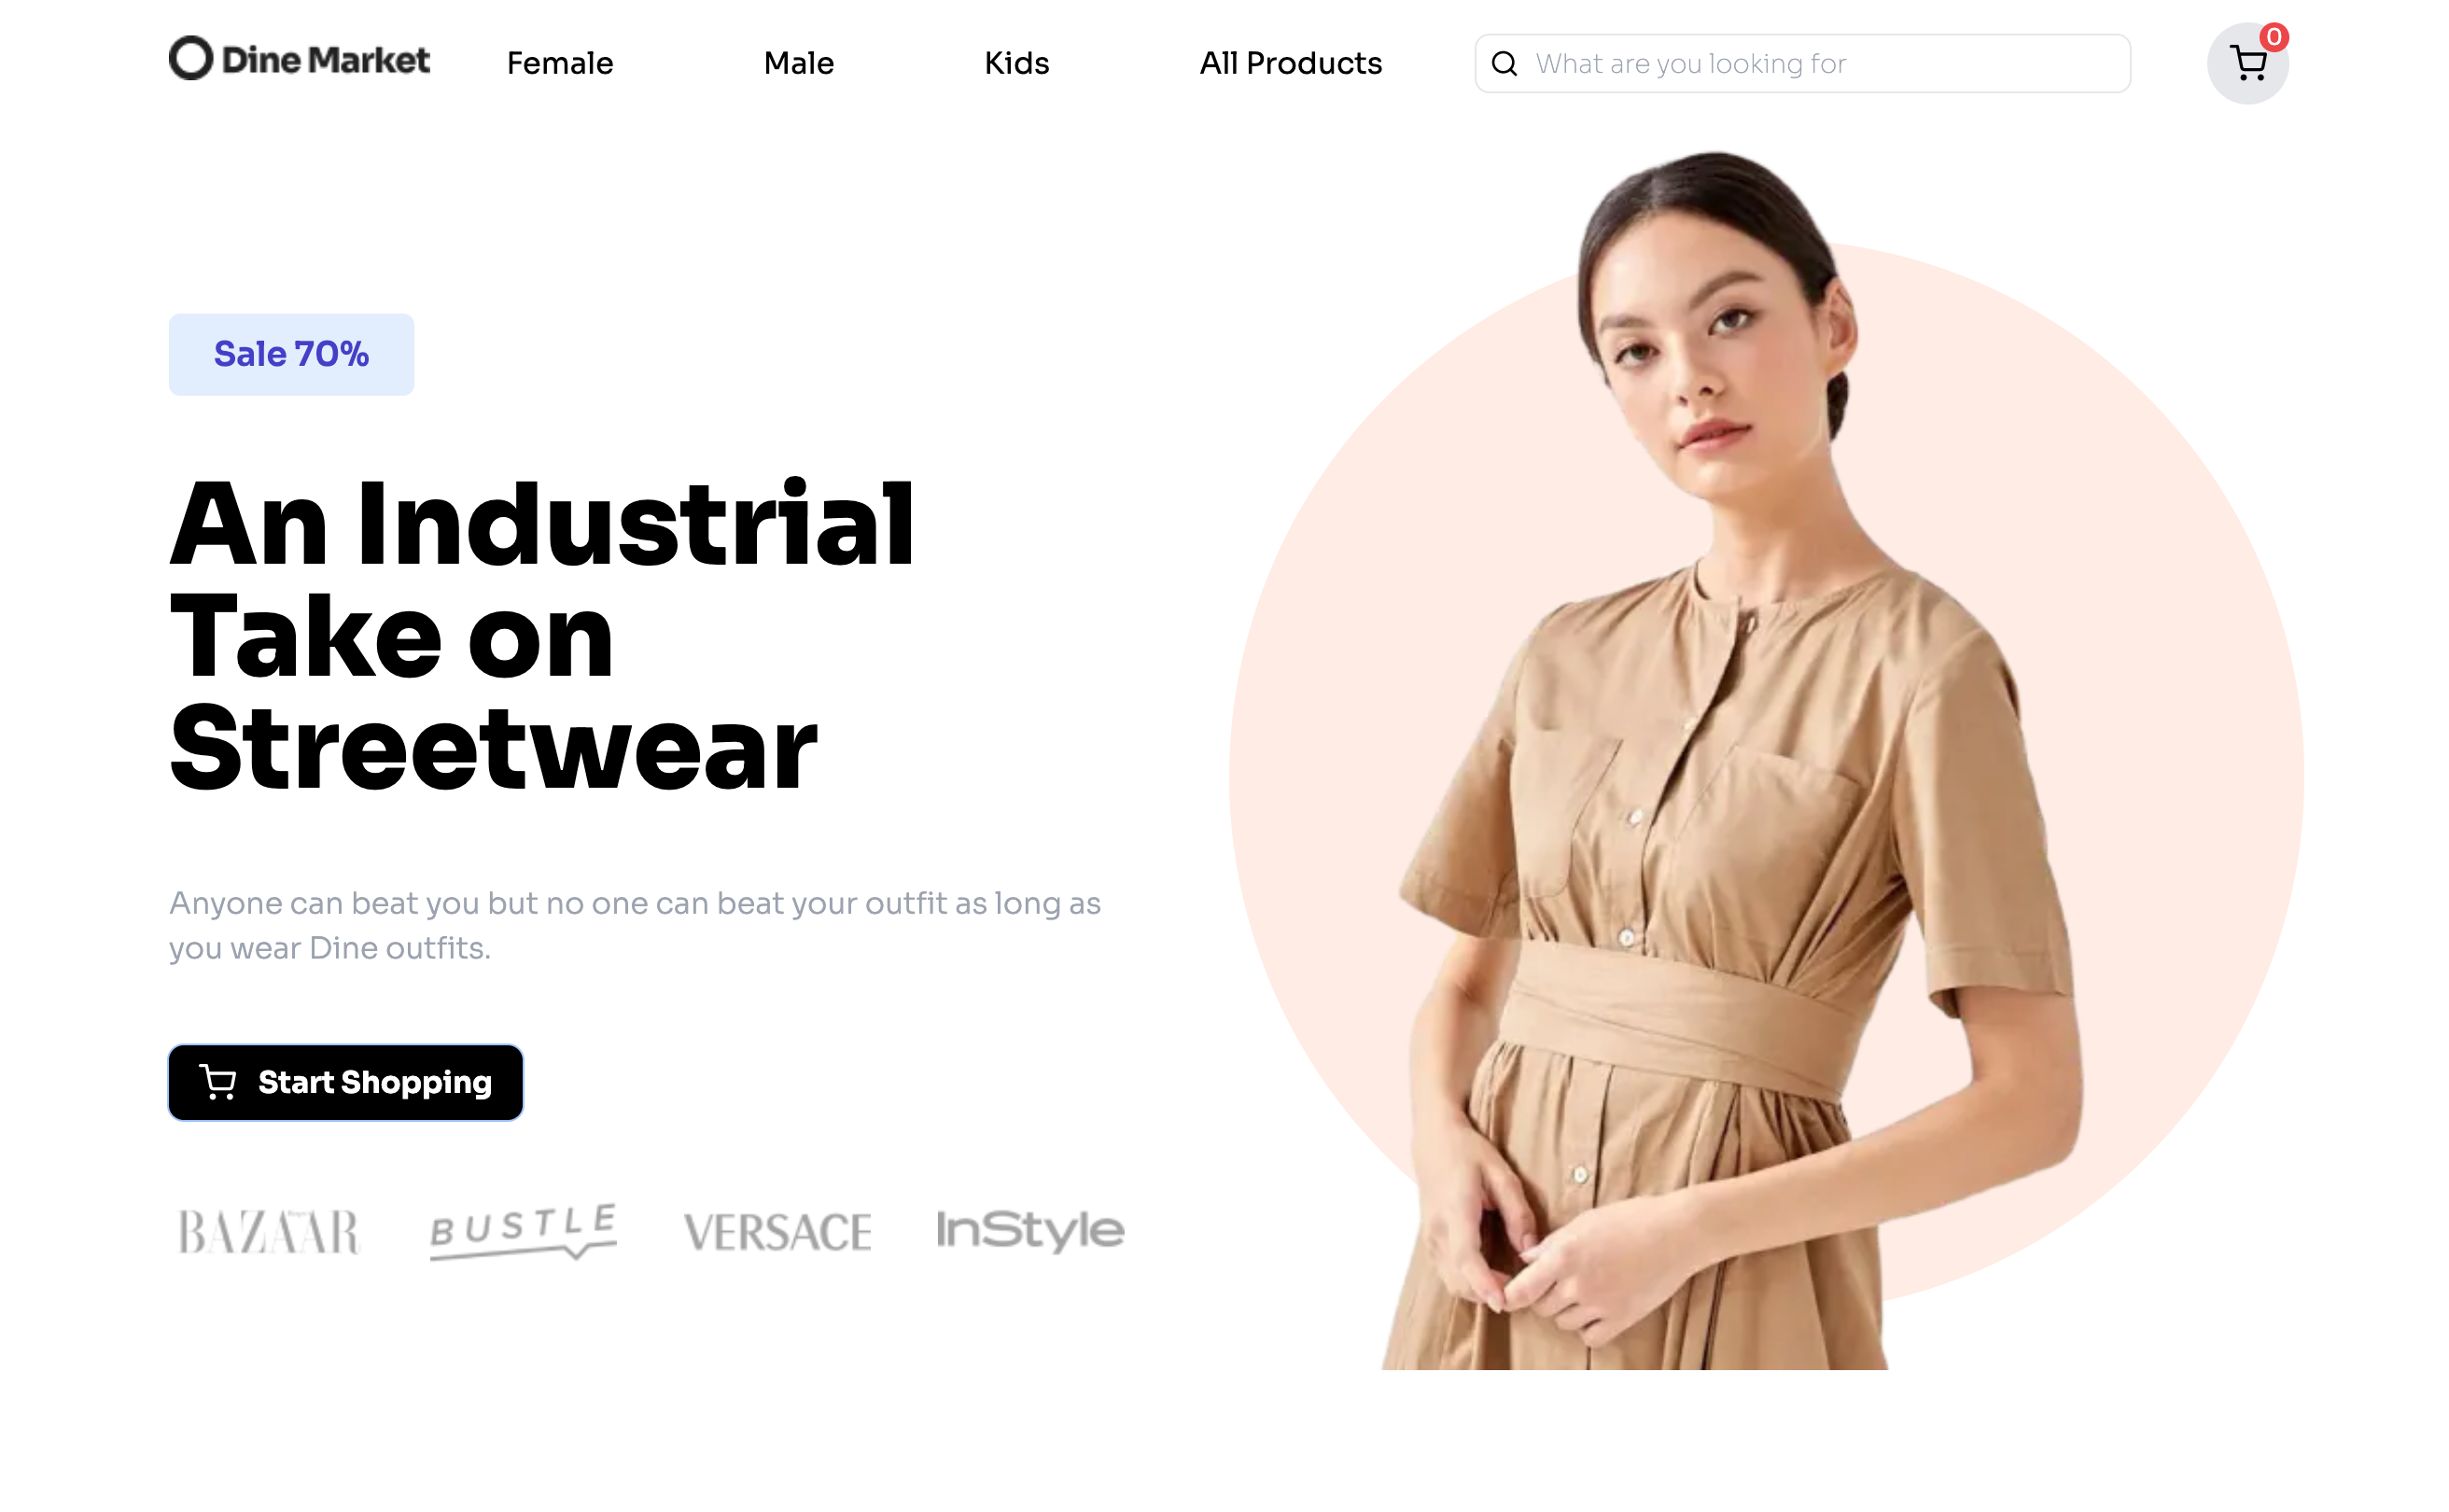 Dine Market
Female
Male
Kids
All Products
What are you looking for
0
Sale 70%
An Industrial
Take on
Streetwear
Anyone can beat you but no one can beat your outfit as long as
you wear Dine outfits.
Start Shopping
BAZAAR
BUSTLE
VERSACE
InStyle